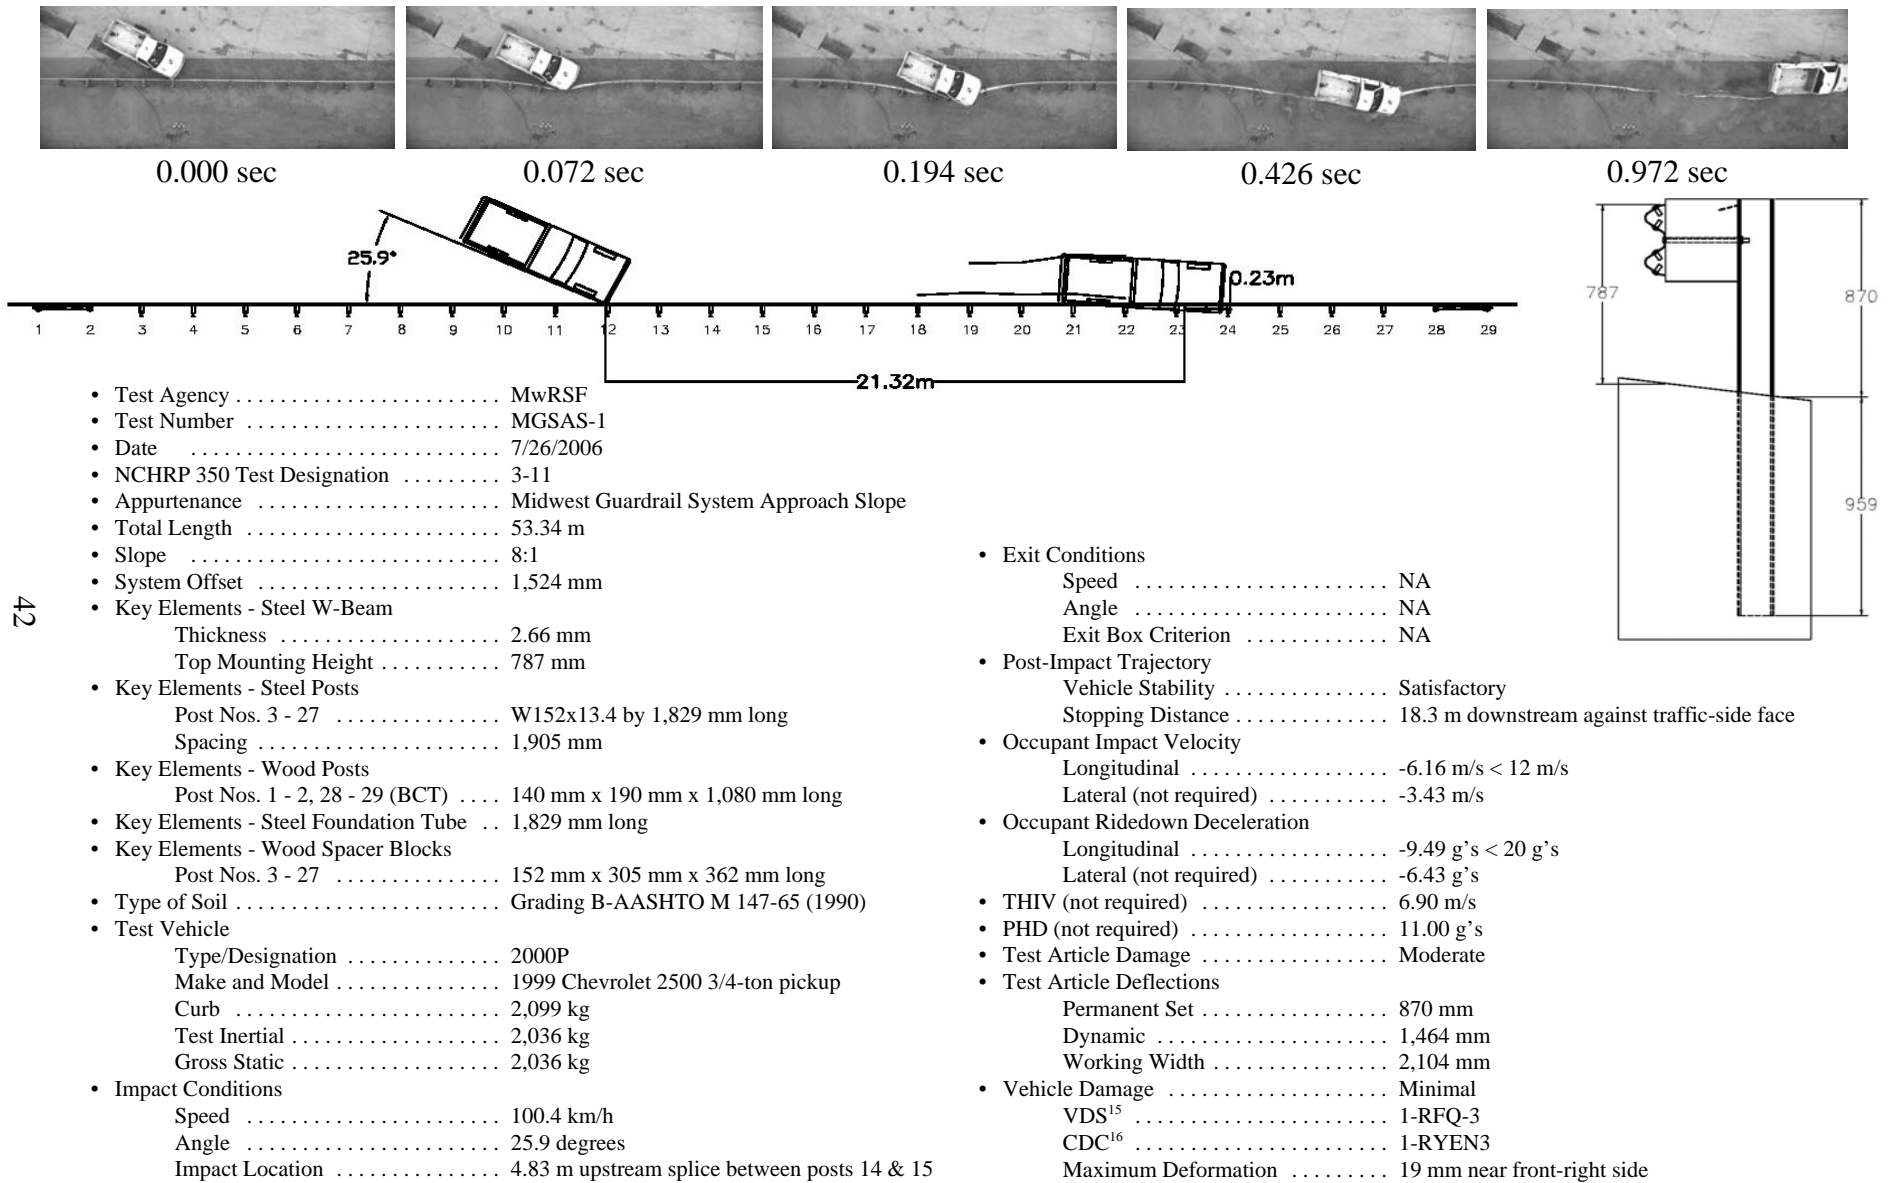 0.000 sec
0.072 sec
0.194 sec
0.426 sec
0.972 sec
25.9°
0.23m
1 2 3 4 5 6 7 8 9 10 11 12 13 14 15 16 17 18 19 20 21 22 23 24 25 26 27 28 29
21.32m
787
870
959
• Test Agency . . . . . . . . . . . . . . . . . . . . . . . . MwRSF
• Test Number . . . . . . . . . . . . . . . . . . . . . . . MGSAS-1
• Date . . . . . . . . . . . . . . . . . . . . . . . . . . . . 7/26/2006
• NCHRP 350 Test Designation . . . . . . . . . 3-11
• Appurtenance . . . . . . . . . . . . . . . . . . . . . . Midwest Guardrail System Approach Slope
• Total Length . . . . . . . . . . . . . . . . . . . . . . . 53.34 m
• Slope . . . . . . . . . . . . . . . . . . . . . . . . . . . . 8:1
• System Offset . . . . . . . . . . . . . . . . . . . . . . 1,524 mm
• Key Elements - Steel W-Beam
Thickness . . . . . . . . . . . . . . . . . . . . 2.66 mm
Top Mounting Height . . . . . . . . . . . 787 mm
• Key Elements - Steel Posts
Post Nos. 3 - 27 . . . . . . . . . . . . . . . W152x13.4 by 1,829 mm long
Spacing . . . . . . . . . . . . . . . . . . . . . . 1,905 mm
• Key Elements - Wood Posts
Post Nos. 1 - 2, 28 - 29 (BCT) . . . . 140 mm x 190 mm x 1,080 mm long
• Key Elements - Steel Foundation Tube . . 1,829 mm long
• Key Elements - Wood Spacer Blocks
Post Nos. 3 - 27 . . . . . . . . . . . . . . . 152 mm x 305 mm x 362 mm long
• Type of Soil . . . . . . . . . . . . . . . . . . . . . . . . Grading B-AASHTO M 147-65 (1990)
• Test Vehicle
Type/Designation . . . . . . . . . . . . . . 2000P
Make and Model . . . . . . . . . . . . . . . 1999 Chevrolet 2500 3/4-ton pickup
Curb . . . . . . . . . . . . . . . . . . . . . . . . 2,099 kg
Test Inertial . . . . . . . . . . . . . . . . . . . 2,036 kg
Gross Static . . . . . . . . . . . . . . . . . . . 2,036 kg
• Impact Conditions
Speed . . . . . . . . . . . . . . . . . . . . . . . 100.4 km/h
Angle . . . . . . . . . . . . . . . . . . . . . . . 25.9 degrees
Impact Location . . . . . . . . . . . . . . . 4.83 m upstream splice between posts 14 & 15
• Exit Conditions
Speed . . . . . . . . . . . . . . . . . . . . . . . NA
Angle . . . . . . . . . . . . . . . . . . . . . . . NA
Exit Box Criterion . . . . . . . . . . . . . NA
• Post-Impact Trajectory
Vehicle Stability . . . . . . . . . . . . . . . Satisfactory
Stopping Distance . . . . . . . . . . . . . . 18.3 m downstream against traffic-side face
• Occupant Impact Velocity
Longitudinal . . . . . . . . . . . . . . . . . . -6.16 m/s < 12 m/s
Lateral (not required) . . . . . . . . . . . -3.43 m/s
• Occupant Ridedown Deceleration
Longitudinal . . . . . . . . . . . . . . . . . . -9.49 g's < 20 g's
Lateral (not required) . . . . . . . . . . . -6.43 g's
• THIV (not required) . . . . . . . . . . . . . . . . . 6.90 m/s
• PHD (not required) . . . . . . . . . . . . . . . . . . 11.00 g's
• Test Article Damage . . . . . . . . . . . . . . . . . Moderate
• Test Article Deflections
Permanent Set . . . . . . . . . . . . . . . . . 870 mm
Dynamic . . . . . . . . . . . . . . . . . . . . . 1,464 mm
Working Width . . . . . . . . . . . . . . . . 2,104 mm
• Vehicle Damage . . . . . . . . . . . . . . . . . . . . Minimal
VDS15 . . . . . . . . . . . . . . . . . . . . . . . 1-RFQ-3
CDC16 . . . . . . . . . . . . . . . . . . . . . . . 1-RYEN3
Maximum Deformation . . . . . . . . . 19 mm near front-right side
42